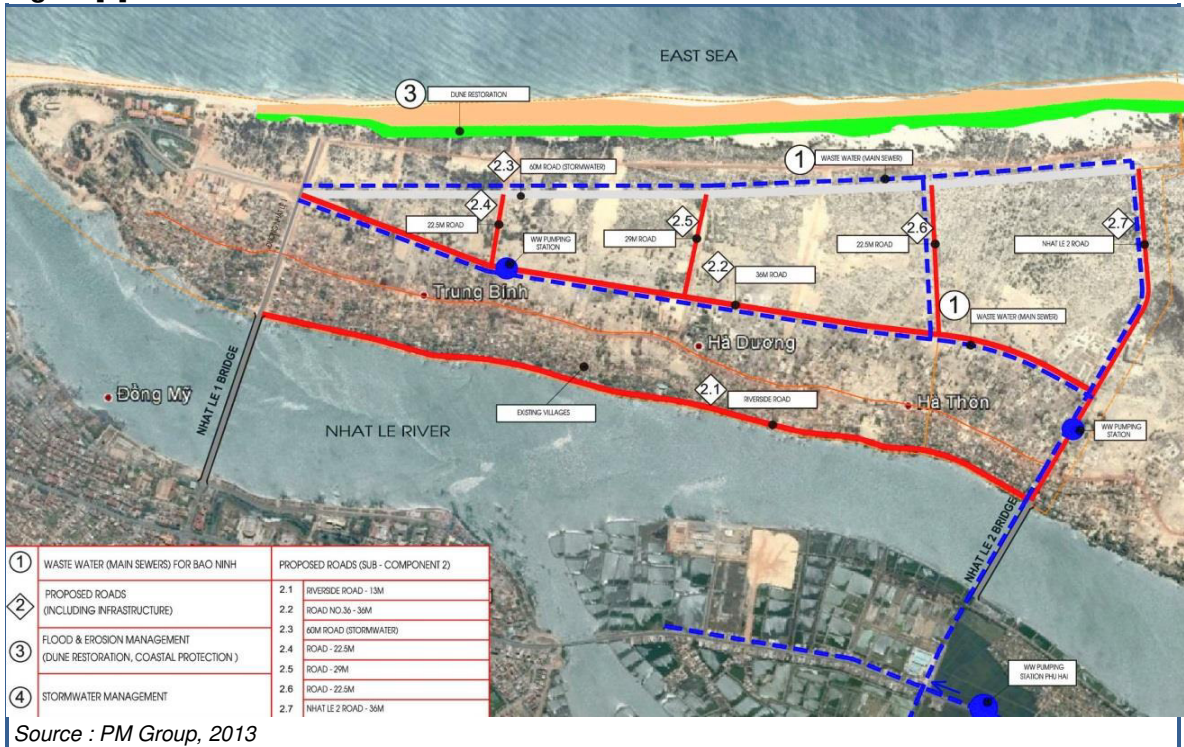 EAST SEA
3
DUNE RESTORATION
2.3
60M ROAD (STORMWATER)
1
WASTE WATER (MAIN SEWER)
2.4
22.5M ROAD
2.5
29M ROAD
2.6
22.5M ROAD
2.7
NHAT LE 2 ROAD
WW PUMPING
STATION
2.2
36M ROAD
1
WASTE WATER (MAIN SEWER)
Trung Bính
Hà Dương
Hà Thôn
2.1
RIVERSIDE ROAD
EXISTING VILLAGES
WW PUMPING
STATION
Đồng Mỹ
NHAT LE 1 BRIDGE
NHAT LE RIVER
NHAT LE 2 BRIDGE
WW PUMPING
STATION PHU HAI
1 WASTE WATER (MAIN SEWERS) FOR BAO NINH
2 PROPOSED ROADS
(INCLUDING INFRASTRUCTURE)
3 FLOOD & EROSION MANAGEMENT
(DUNE RESTORATION, COASTAL PROTECTION )
4 STORMWATER MANAGEMENT
PROPOSED ROADS (SUB - COMPONENT 2)
2.1 RIVERSIDE ROAD - 13M
2.2 ROAD NO.36 - 36M
2.3 60M ROAD (STORMWATER)
2.4 ROAD - 22.5M
2.5 ROAD - 29M
2.6 ROAD - 22.5M
2.7 NHAT LE 2 ROAD - 36M
Source : PM Group, 2013